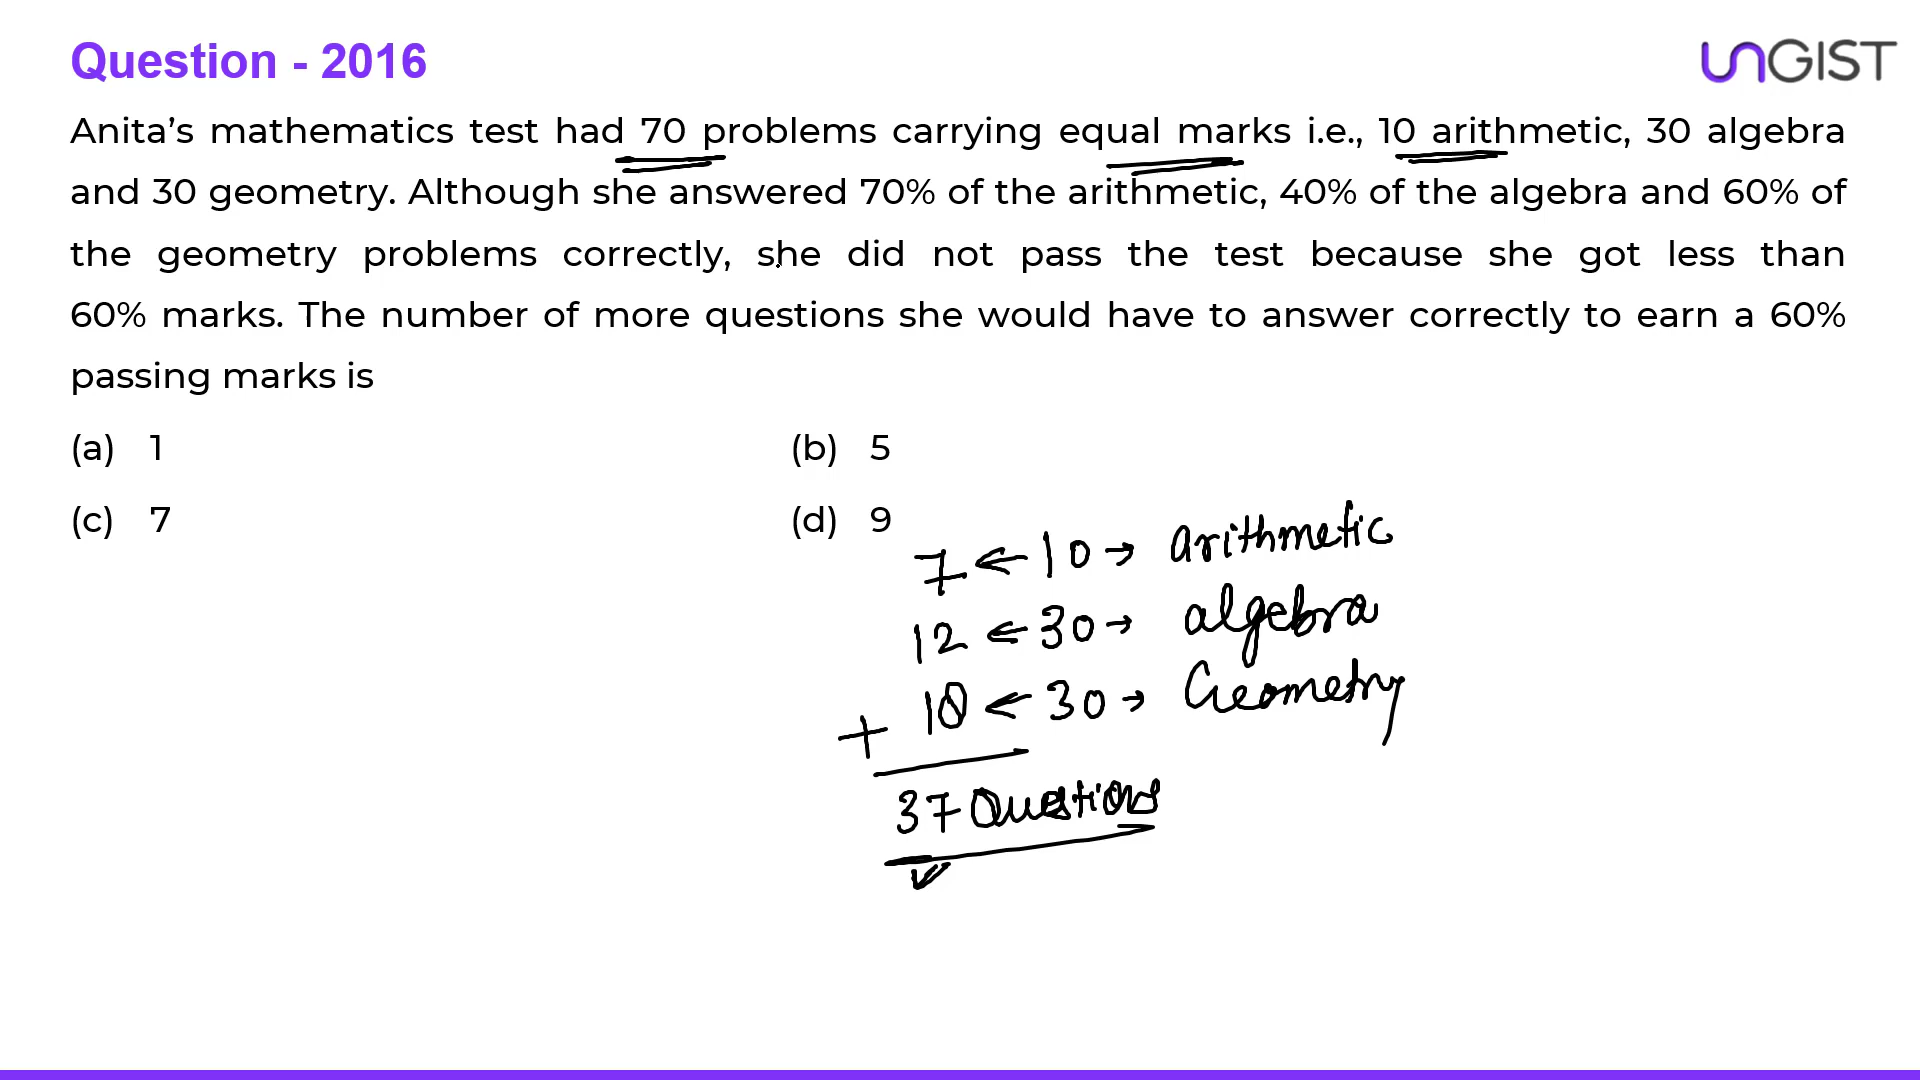 Question - 2016
UNGIST
Anita’s mathematics test had 70 problems carrying equal marks i.e., 10 arithmetic, 30 algebra
and 30 geometry. Although she answered 70% of the arithmetic, 40% of the algebra and 60% of
the geometry problems correctly, she did not pass the test because she got less than
60% marks. The number of more questions she would have to answer correctly to earn a 60%
passing marks is
(a) 1
(b) 5
(c) 7
(d) 9
7 ← 10 → arithmetic
12 ← 30 → algebra
+ 18 ← 30 → Geometry
37 Questions